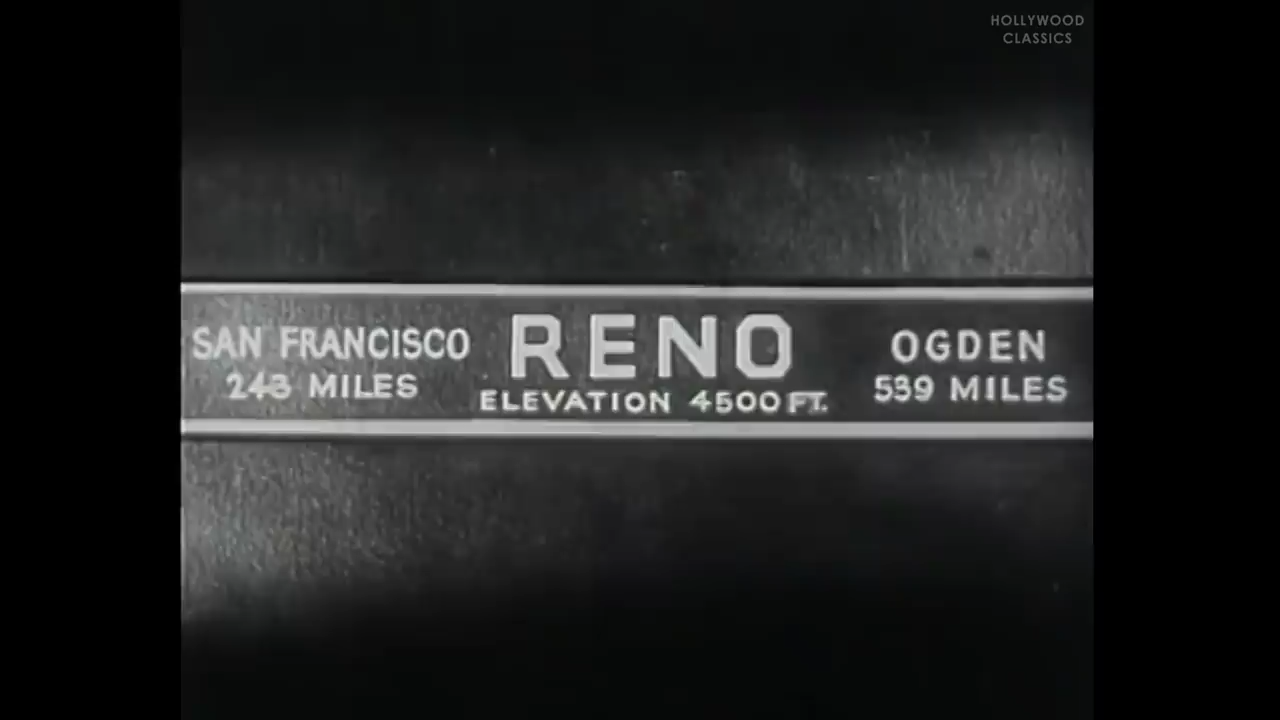 HOLLYWOOD
CLASSICS
SAN FRANCISCO
243 MILES
RENO
ELEVATION 4500 FT.
OGDEN
539 MILES